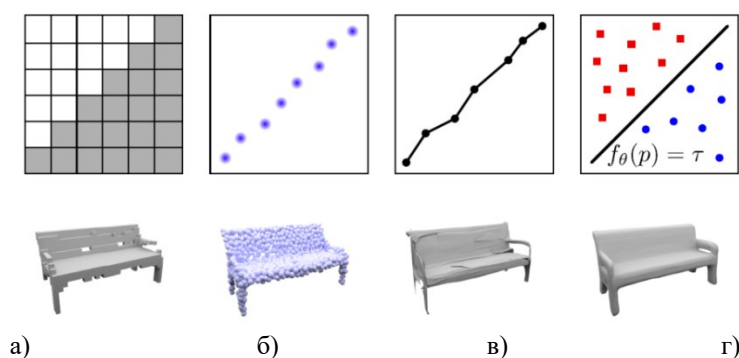 f_θ(p) = τ
а) б) в) г)